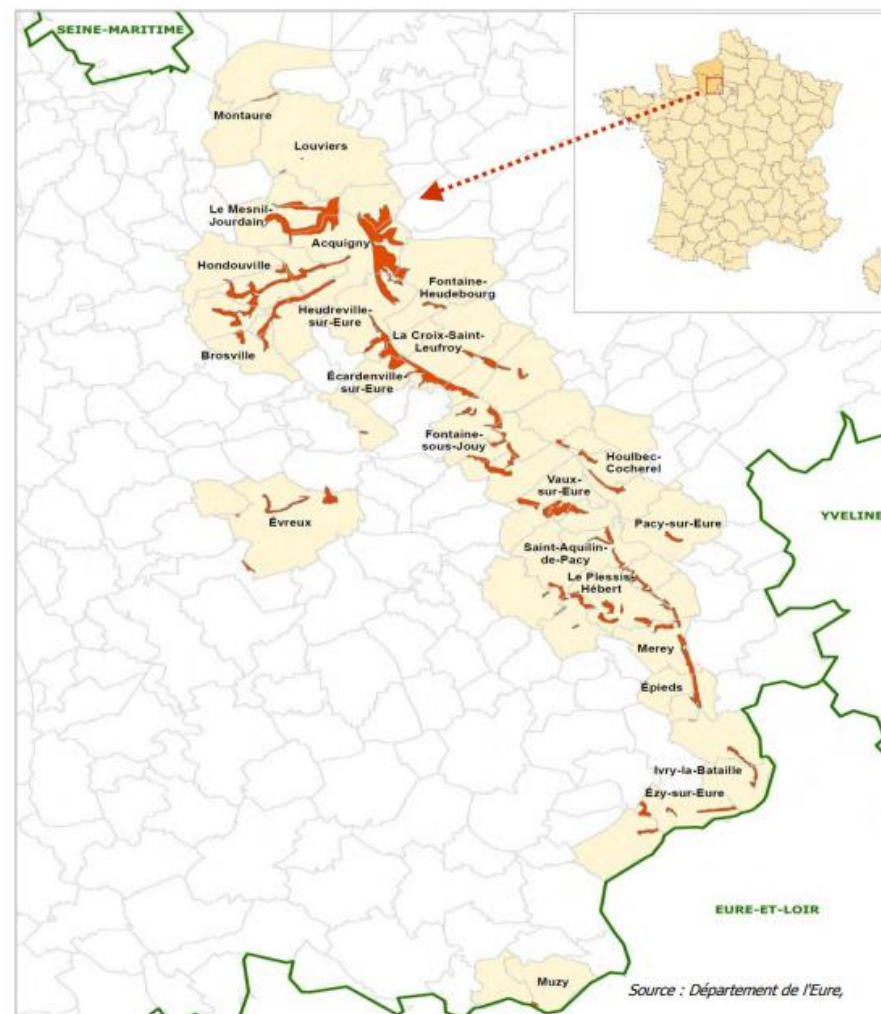 SEINE-MARITIME
Montaure
Louviers
Le Mesnil-
Jourdain
Acquigny
Hondouville
Fontaine-
Heudebourg
Heudreville-
sur-Eure
La Croix-Saint-
Leufroy
Brosville
Écardenville-
sur-Eure
Fontaine-
sous-Jouy
Houlbec-
Cocherel
Vaux-
sur-Eure
Évreux
Pacy-sur-Eure
YVELINE
Saint-Aquilin-
de-Pacy
Le Plessis-
Hébert
Merey
Épieds
Ivry-la-Bataille
Ézy-sur-Eure
EURE-ET-LOIR
Muzy
Source : Département de l'Eure,